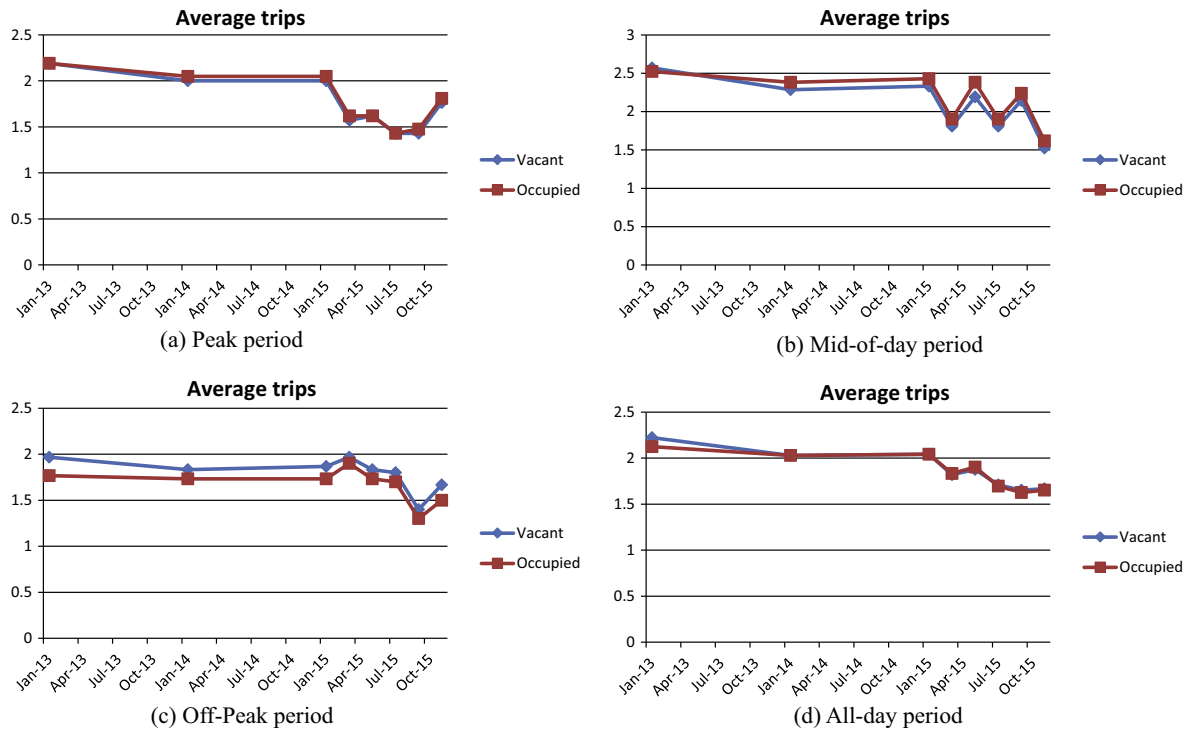 Average trips
2.5
2
1.5
1
0.5
0
Jan-13 Apr-13 Jul-13 Oct-13 Jan-14 Apr-14 Jul-14 Oct-14 Jan-15 Apr-15 Jul-15 Oct-15
Vacant
Occupied
(a) Peak period
Average trips
3
2.5
2
1.5
1
0.5
0
Jan-13 Apr-13 Jul-13 Oct-13 Jan-14 Apr-14 Jul-14 Oct-14 Jan-15 Apr-15 Jul-15 Oct-15
Vacant
Occupied
(b) Mid-of-day period
Average trips
2.5
2
1.5
1
0.5
0
Jan-13 Apr-13 Jul-13 Oct-13 Jan-14 Apr-14 Jul-14 Oct-14 Jan-15 Apr-15 Jul-15 Oct-15
Vacant
Occupied
(c) Off-Peak period
Average trips
2.5
2
1.5
1
0.5
0
Jan-13 Apr-13 Jul-13 Oct-13 Jan-14 Apr-14 Jul-14 Oct-14 Jan-15 Apr-15 Jul-15 Oct-15
Vacant
Occupied
(d) All-day period